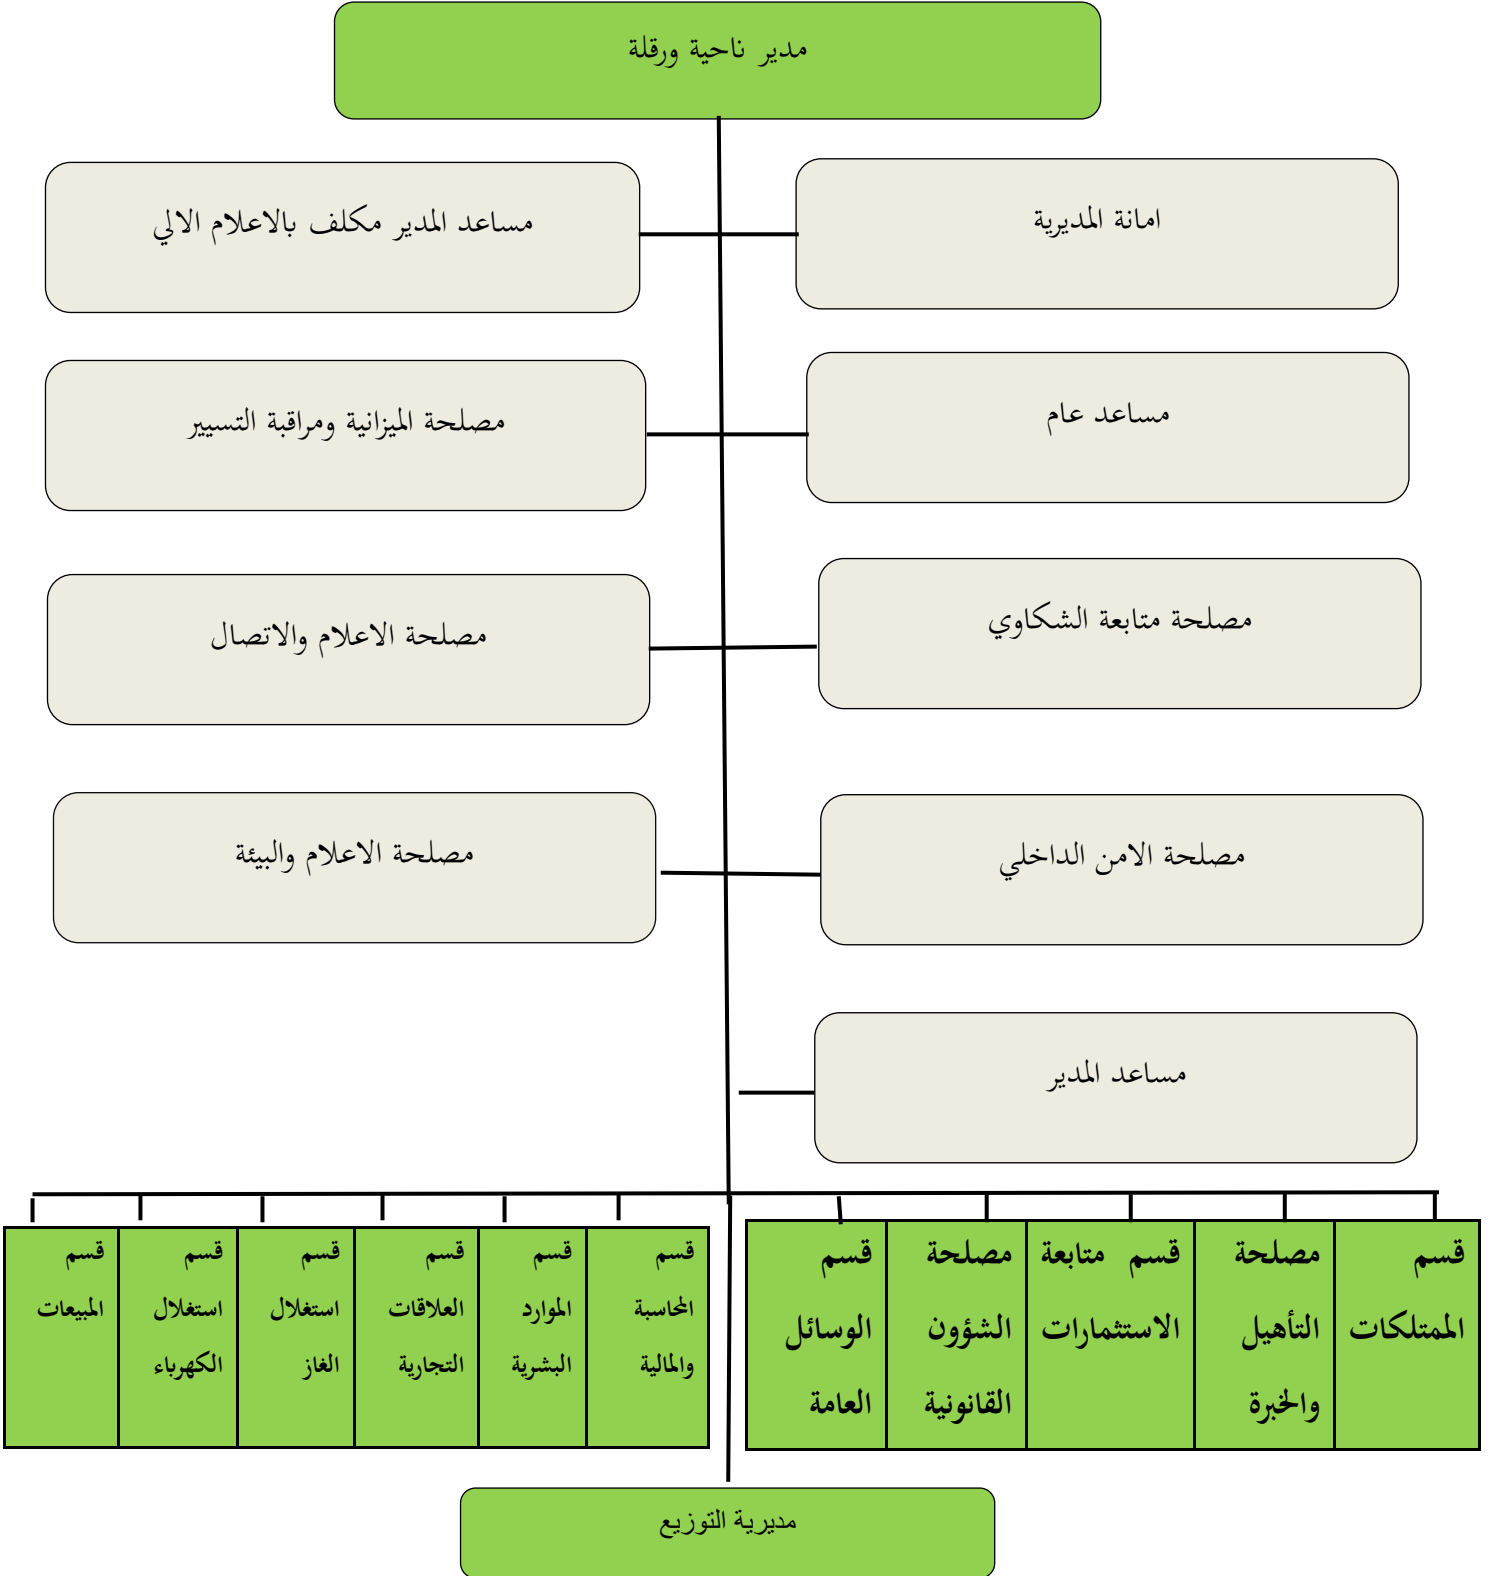 مدير ناحية ورقلة
امانة المديرية
مساعد المدير مكلف بالاعلام الالي
مساعد عام
مصلحة الميزانية ومراقبة التسيير
مصلحة متابعة الشكاوي
مصلحة الاعلام والاتصال
مصلحة الامن الداخلي
مصلحة الاعلام والبيئة
مساعد المدير
قسم
الممتلكات
مصلحة
التأهيل
والخبرة
قسم متابعة
الاستثمارات
مصلحة
الشؤون
القانونية
قسم
الوسائل
العامة
قسم
المحاسبة
والمالية
قسم
الموارد
البشرية
قسم
العلاقات
التجارية
قسم
استغلال
الغاز
قسم
استغلال
الكهرباء
قسم
المبيعات
مديرية التوزيع